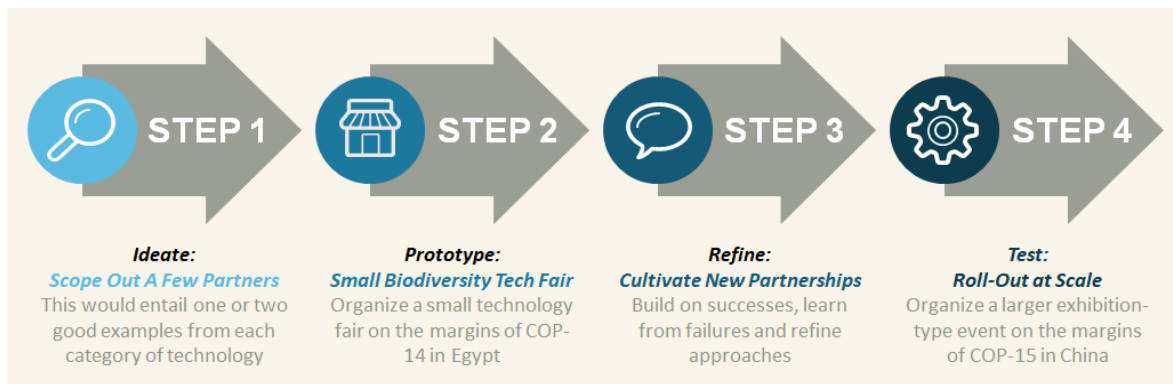 STEP 1
STEP 2
STEP 3
STEP 4
Ideate:
Scope Out A Few Partners
This would entail one or two
good examples from each
category of technology
Prototype:
Small Biodiversity Tech Fair
Organize a small technology
fair on the margins of COP-
14 in Egypt
Refine:
Cultivate New Partnerships
Build on successes, learn
from failures and refine
approaches
Test:
Roll-Out at Scale
Organize a larger exhibition-
type event on the margins
of COP-15 in China